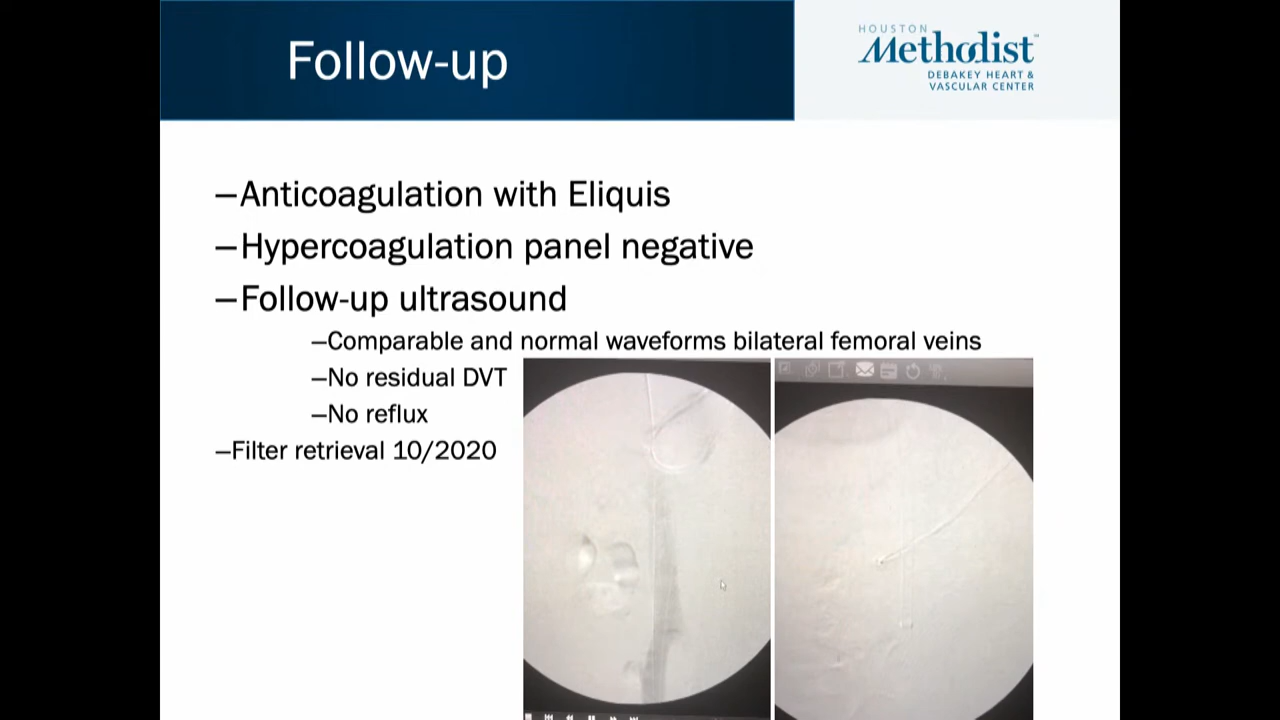 Follow-up
HOUSTON
Methodist
DEBAKEY HEART &
VASCULAR CENTER
–Anticoagulation with Eliquis
–Hypercoagulation panel negative
–Follow-up ultrasound
–Comparable and normal waveforms bilateral femoral veins
–No residual DVT
–No reflux
–Filter retrieval 10/2020